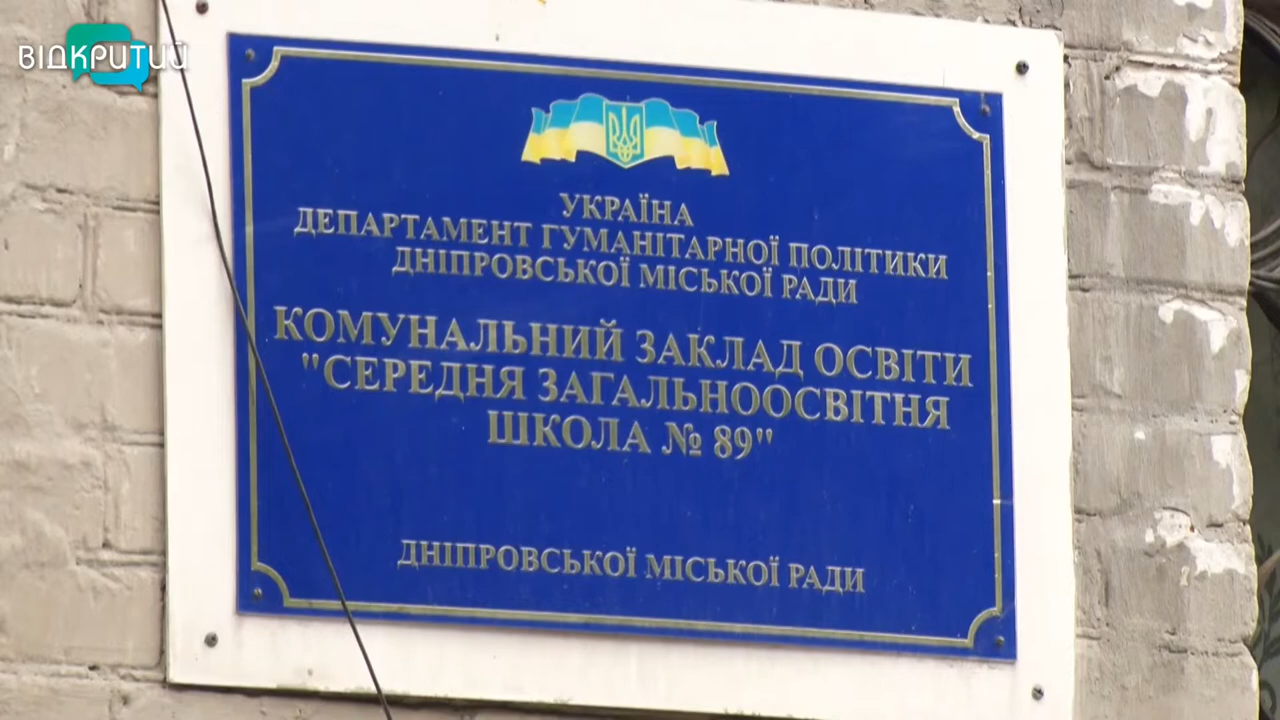 ВІДКРИТИЙ
УКРАЇНА
ДЕПАРТАМЕНТ ГУМАНІТАРНОЇ ПОЛІТИКИ
ДНІПРОВСЬКОЇ МІСЬКОЇ РАДИ
КОМУНАЛЬНИЙ ЗАКЛАД ОСВІТИ
"СЕРЕДНЯ ЗАГАЛЬНООСВІТНЯ
ШКОЛА № 89"
ДНІПРОВСЬКОЇ МІСЬКОЇ РАДИ